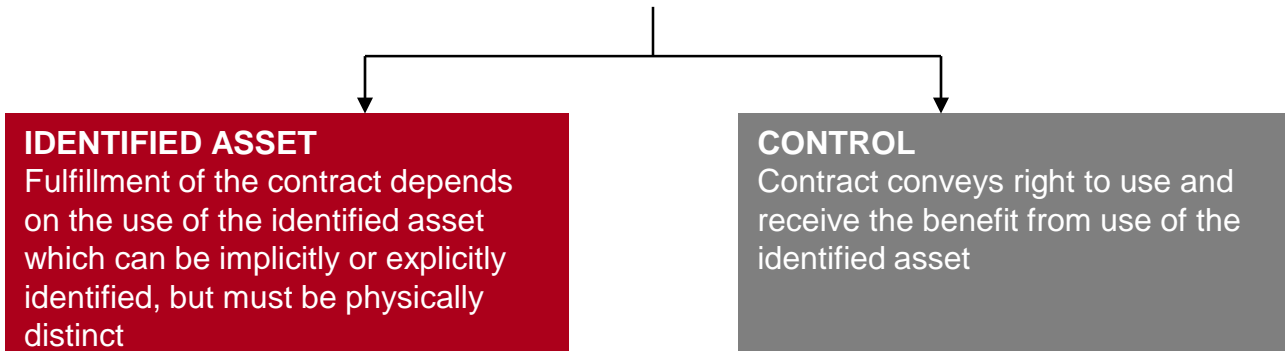 IDENTIFIED ASSET
Fulfillment of the contract depends
on the use of the identified asset
which can be implicitly or explicitly
identified, but must be physically
distinct
CONTROL
Contract conveys right to use and
receive the benefit from use of the
identified asset